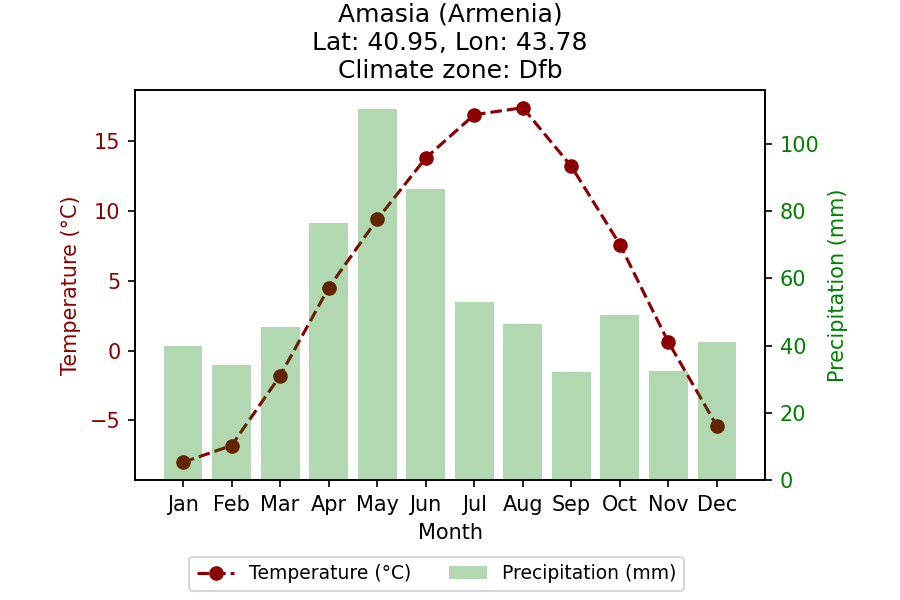 Amasia (Armenia)
Lat: 40.95, Lon: 43.78
Climate zone: Dfb
Temperature (°C)
15
10
5
0
−5
100
80
60
40
20
0
Precipitation (mm)
Jan Feb Mar Apr May Jun Jul Aug Sep Oct Nov Dec
Month
Temperature (°C) Precipitation (mm)